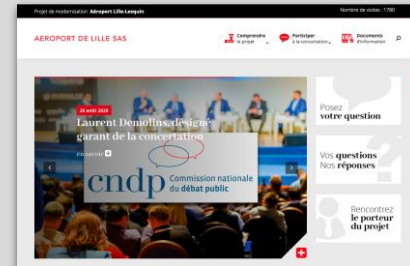 Projet de modernisation Aéroport Lille-Lesquin
Nombre de visites : 1780
AEROPORT DE LILLE SAS
Comprendre
le projet
Participer
à la concertation
Documents
d'information
28 août 2020
Laurent Demolins, désigné
garant de la concertation
cndp
Commission nationale
du débat public
Posez
votre question
Vos questions
Nos réponses
Rencontrez
le porteur
du projet